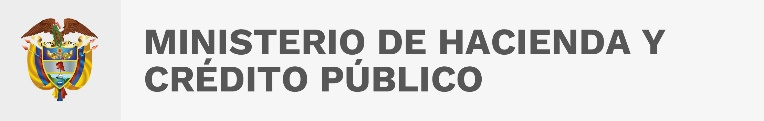 MINISTERIO DE HACIENDA Y
CRÉDITO PÚBLICO